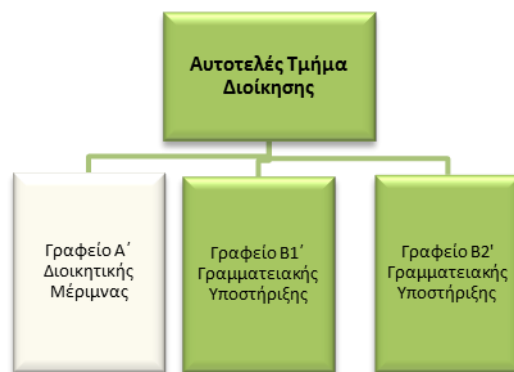 Αυτοτελές Τμήμα
Διοίκησης
Γραφείο Α΄
Διοικητικής
Μέριμνας
Γραφείο Β1΄
Γραμματειακής
Υποστήριξης
Γραφείο Β2'
Γραμματειακής
Υποστήριξης